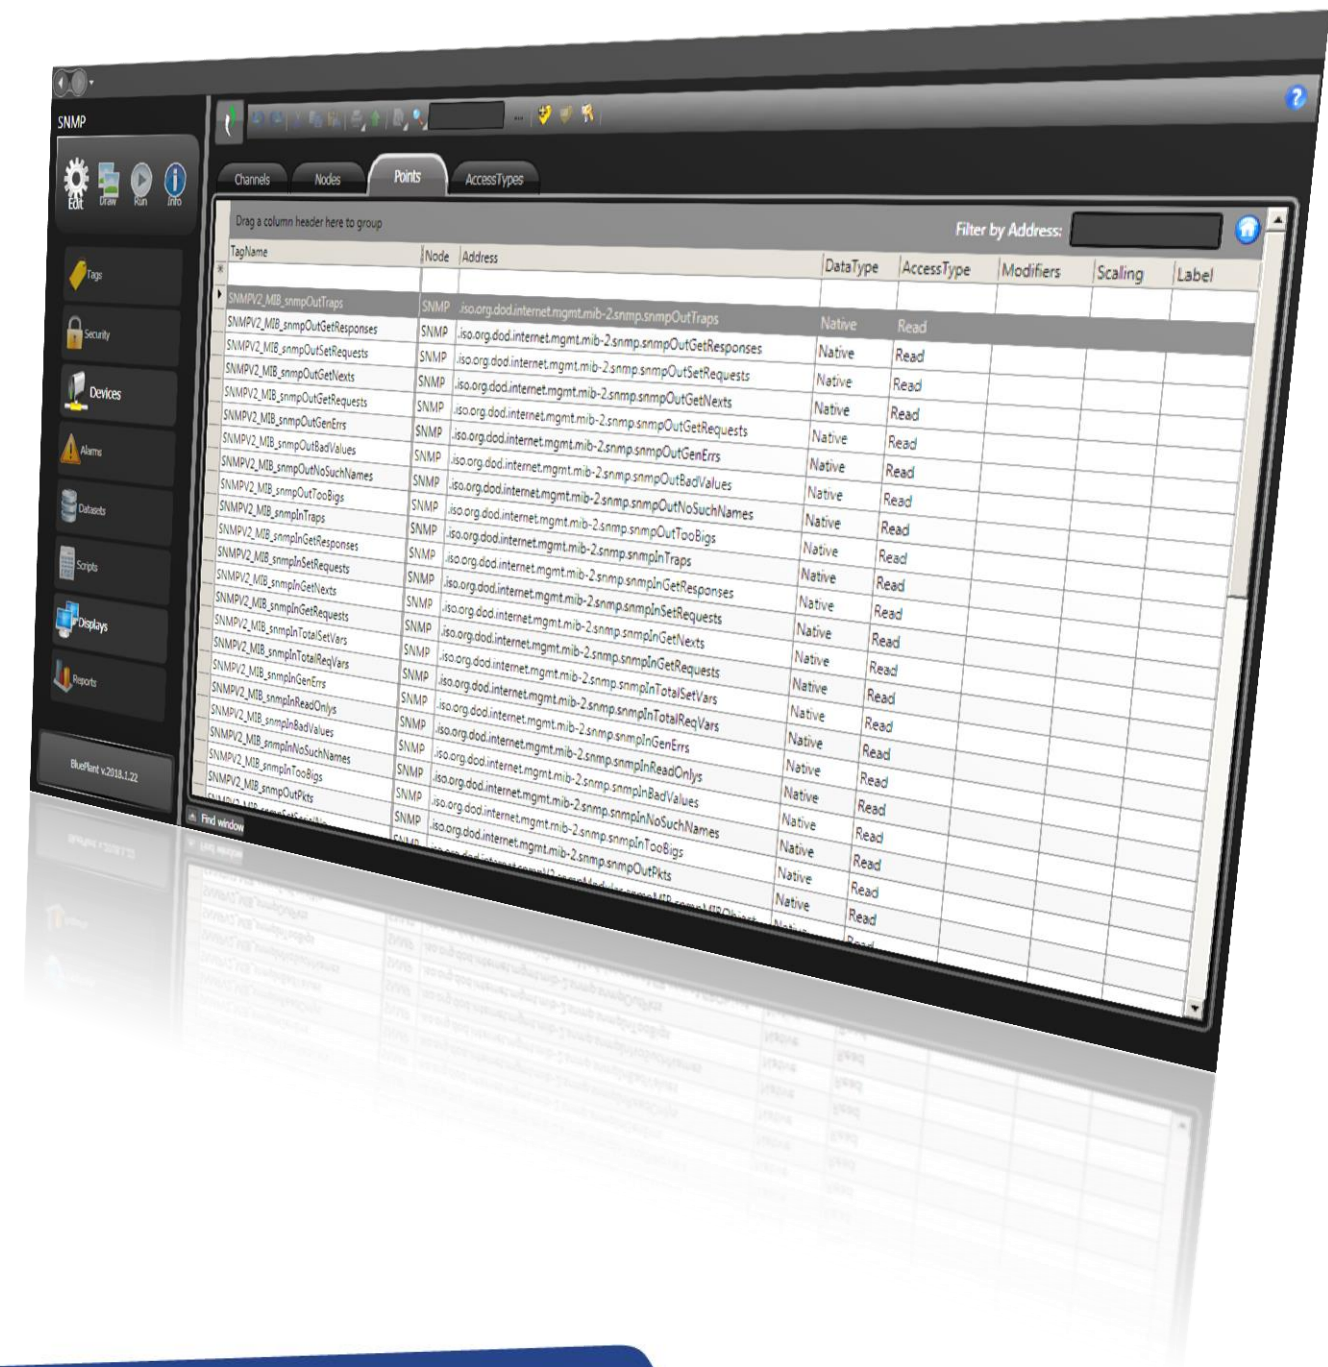 SNMP
Edit Draw Run Info
Tags
Security
Devices
Alarms
Datasets
Scripts
Displays
Reports
BluePlant v.2018.1.22
Channels Nodes Points AccessTypes
Drag a column header here to group Filter by Address:
TagName Node Address DataType AccessType Modifiers Scaling Label
SNMPV2_MIB_snmpOutTraps SNMP .iso.org.dod.internet.mgmt.mib-2.snmp.snmpOutTraps Native Read
SNMPV2_MIB_snmpOutGetResponses SNMP .iso.org.dod.internet.mgmt.mib-2.snmp.snmpOutGetResponses Native Read
SNMPV2_MIB_snmpOutSetRequests SNMP .iso.org.dod.internet.mgmt.mib-2.snmp.snmpOutSetRequests Native Read
SNMPV2_MIB_snmpOutGetNexts SNMP .iso.org.dod.internet.mgmt.mib-2.snmp.snmpOutGetNexts Native Read
SNMPV2_MIB_snmpOutGetRequests SNMP .iso.org.dod.internet.mgmt.mib-2.snmp.snmpOutGetRequests Native Read
SNMPV2_MIB_snmpOutGenErrs SNMP .iso.org.dod.internet.mgmt.mib-2.snmp.snmpOutGenErrs Native Read
SNMPV2_MIB_snmpOutBadValues SNMP .iso.org.dod.internet.mgmt.mib-2.snmp.snmpOutBadValues Native Read
SNMPV2_MIB_snmpOutNoSuchNames SNMP .iso.org.dod.internet.mgmt.mib-2.snmp.snmpOutNoSuchNames Native Read
SNMPV2_MIB_snmpOutTooBigs SNMP .iso.org.dod.internet.mgmt.mib-2.snmp.snmpOutTooBigs Native Read
SNMPV2_MIB_snmpInTraps SNMP .iso.org.dod.internet.mgmt.mib-2.snmp.snmpInTraps Native Read
SNMPV2_MIB_snmpInGetResponses SNMP .iso.org.dod.internet.mgmt.mib-2.snmp.snmpInGetResponses Native Read
SNMPV2_MIB_snmpInSetRequests SNMP .iso.org.dod.internet.mgmt.mib-2.snmp.snmpInSetRequests Native Read
SNMPV2_MIB_snmpInGetNexts SNMP .iso.org.dod.internet.mgmt.mib-2.snmp.snmpInGetNexts Native Read
SNMPV2_MIB_snmpInGetRequests SNMP .iso.org.dod.internet.mgmt.mib-2.snmp.snmpInGetRequests Native Read
SNMPV2_MIB_snmpInTotalSetVars SNMP .iso.org.dod.internet.mgmt.mib-2.snmp.snmpInTotalSetVars Native Read
SNMPV2_MIB_snmpInTotalReqVars SNMP .iso.org.dod.internet.mgmt.mib-2.snmp.snmpInTotalReqVars Native Read
SNMPV2_MIB_snmpInGenErrs SNMP .iso.org.dod.internet.mgmt.mib-2.snmp.snmpInGenErrs Native Read
SNMPV2_MIB_snmpInReadOnlys SNMP .iso.org.dod.internet.mgmt.mib-2.snmp.snmpInReadOnlys Native Read
SNMPV2_MIB_snmpInBadValues SNMP .iso.org.dod.internet.mgmt.mib-2.snmp.snmpInBadValues Native Read
SNMPV2_MIB_snmpInNoSuchNames SNMP .iso.org.dod.internet.mgmt.mib-2.snmp.snmpInNoSuchNames Native Read
SNMPV2_MIB_snmpInTooBigs SNMP .iso.org.dod.internet.mgmt.mib-2.snmp.snmpInTooBigs Native Read
SNMPV2_MIB_snmpOutPkts SNMP .iso.org.dod.internet.mgmt.mib-2.snmp.snmpOutPkts Native Read
Find window